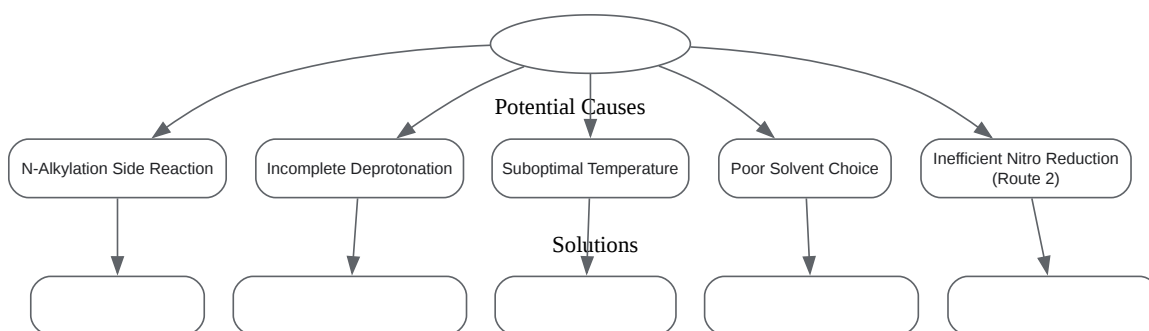 Potential Causes
N-Alkylation Side Reaction
Incomplete Deprotonation
Suboptimal Temperature
Poor Solvent Choice
Inefficient Nitro Reduction
(Route 2)
Solutions